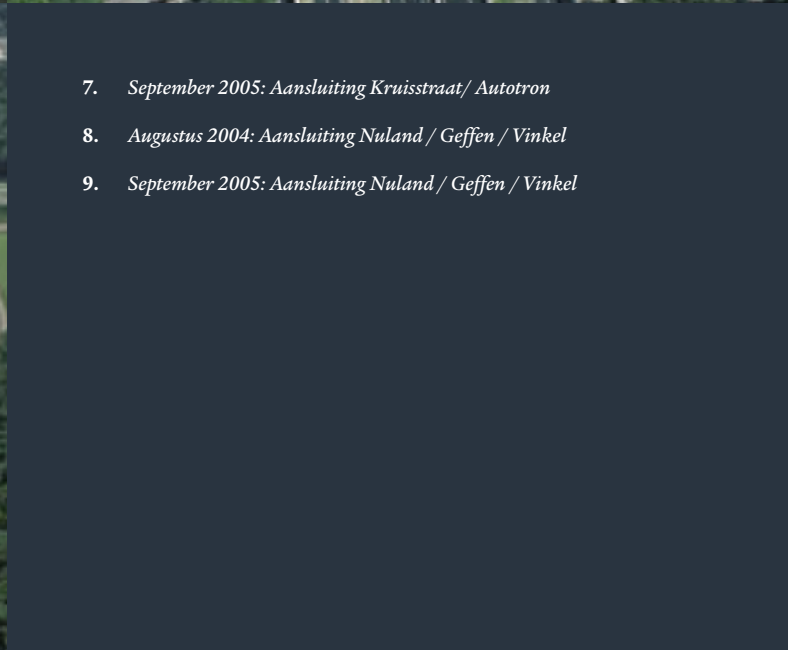 7. September 2005: Aansluiting Kruisstraat/ Autotron
8. Augustus 2004: Aansluiting Nuland / Geffen / Vinkel
9. September 2005: Aansluiting Nuland / Geffen / Vinkel